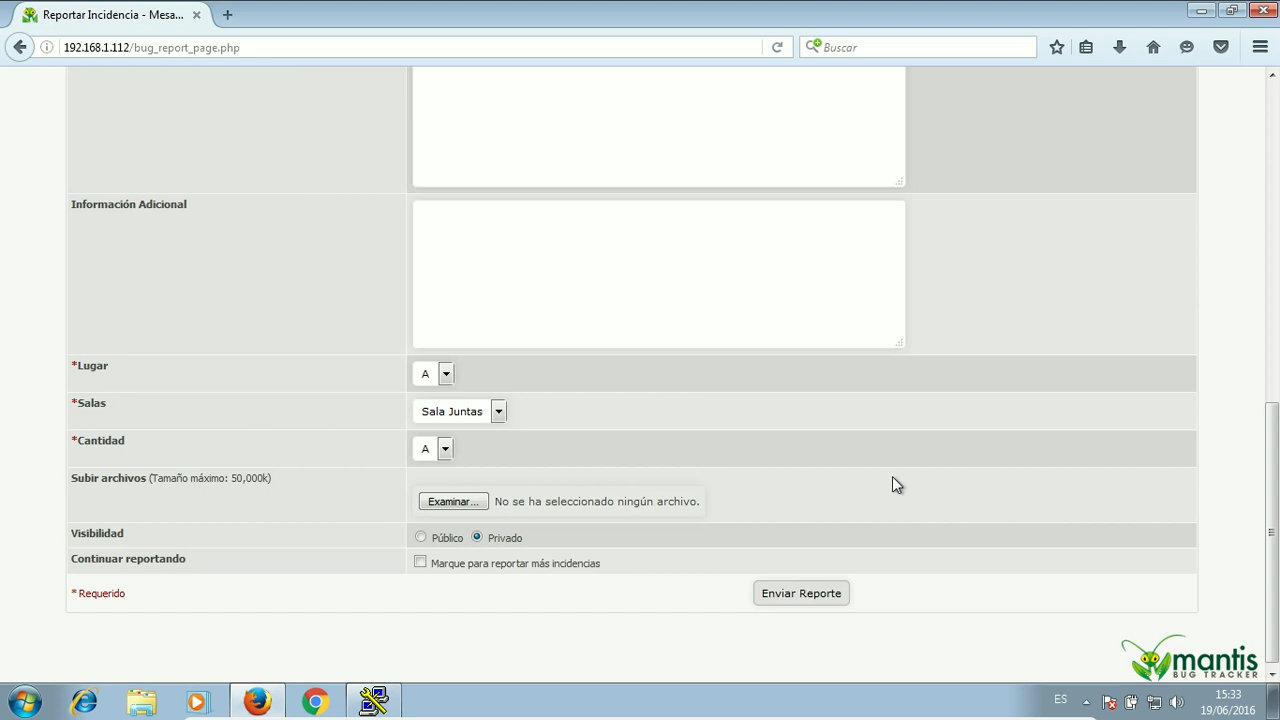 Reportar Incidencia - Mesa...
192.168.1.112/bug_report_page.php
Buscar
Información Adicional
*Lugar
A
*Salas
Sala Juntas
*Cantidad
A
Subir archivos (Tamaño máximo: 50,000k)
Examinar... No se ha seleccionado ningún archivo.
Visibilidad
Público Privado
Continuar reportando
Marque para reportar más incidencias
* Requerido
Enviar Reporte
mantis
BUG TRACKER
ES
15:33
19/06/2016